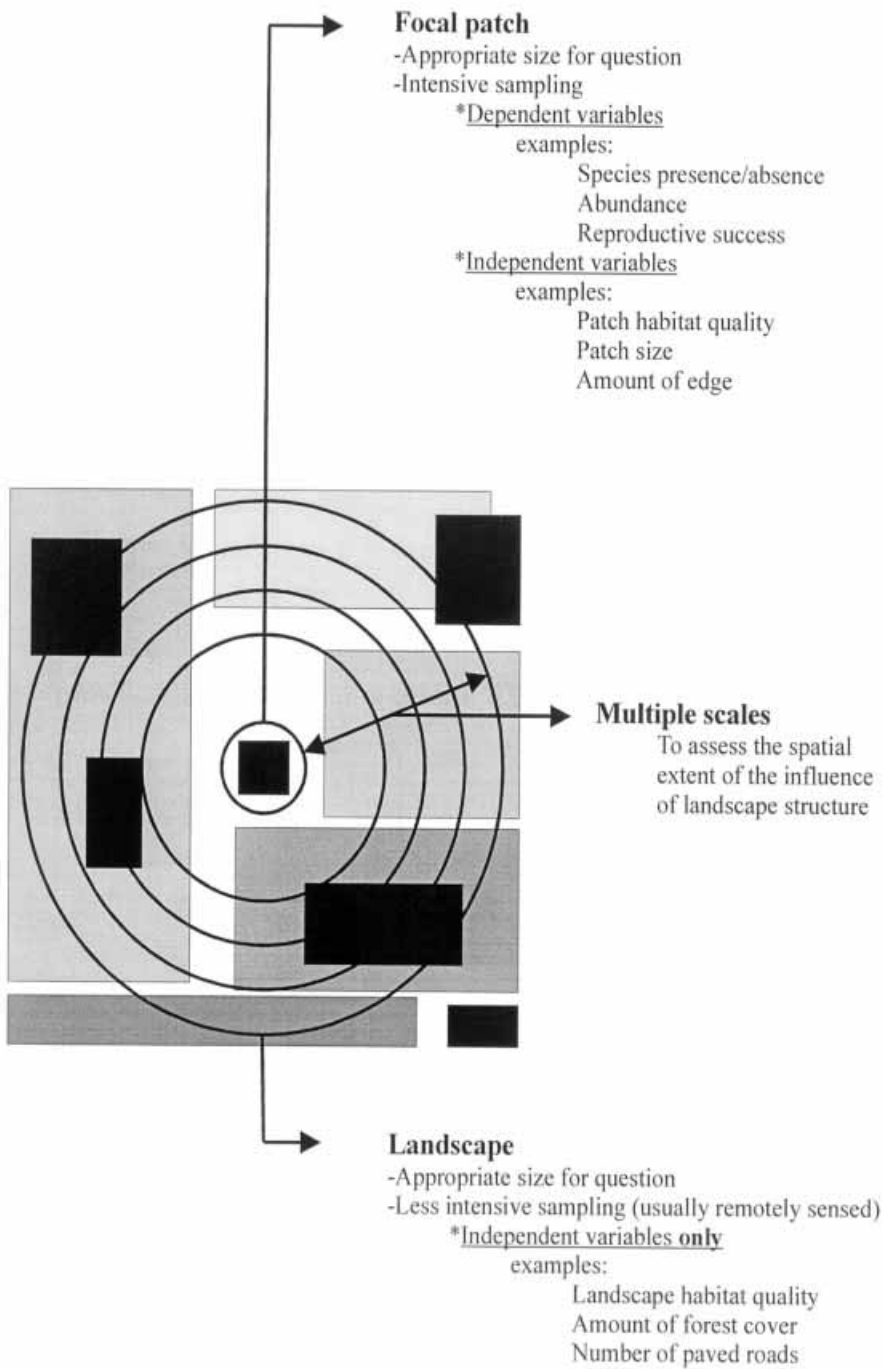 Focal patch
-Appropriate size for question
-Intensive sampling
*Dependent variables
examples:
Species presence/absence
Abundance
Reproductive success
*Independent variables
examples:
Patch habitat quality
Patch size
Amount of edge
Multiple scales
To assess the spatial
extent of the influence
of landscape structure
Landscape
-Appropriate size for question
-Less intensive sampling (usually remotely sensed)
*Independent variables only
examples:
Landscape habitat quality
Amount of forest cover
Number of paved roads